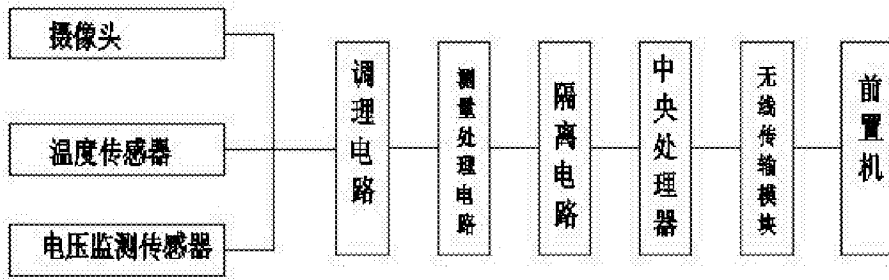 摄像头
温度传感器
电压监测传感器
调理电路
测量处理电路
隔离电路
中央处理器
无线传输模块
前置机